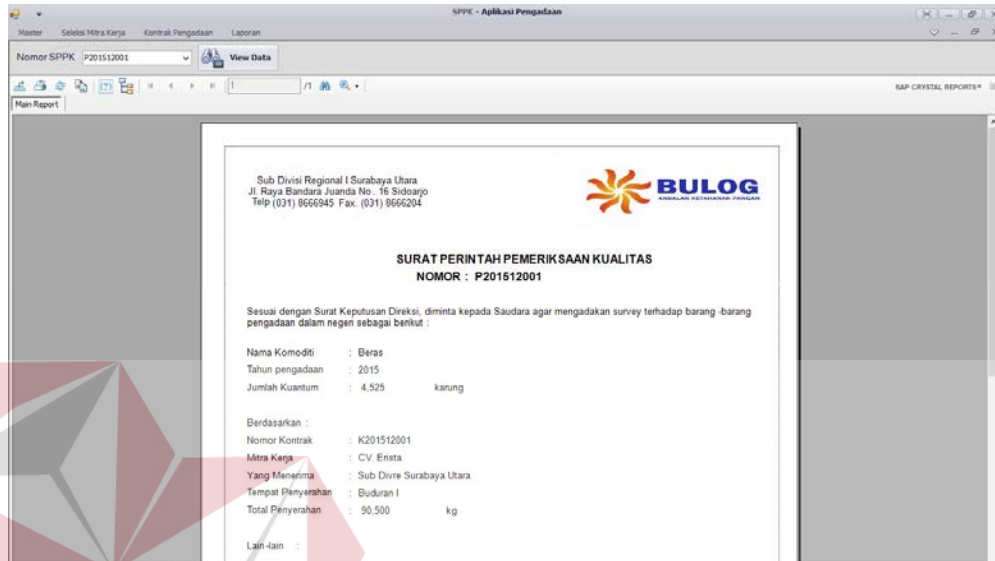 SPPK - Aplikasi Pengadaan
Master Seleksi Mitra Kerja Kontrak Pengadaan Laporan
Nomor SPPK P201512001 View Data
1 /1 SAP CRYSTAL REPORTS®
Main Report
Sub Divisi Regional I Surabaya Utara
Jl. Raya Bandara Juanda No. 16 Sidoarjo
Telp (031) 8666945 Fax. (031) 8666204
BULOG
ANDALAN KETAHANAN PANGAN
SURAT PERINTAH PEMERIKSAAN KUALITAS
NOMOR : P201512001
Sesuai dengan Surat Keputusan Direksi, diminta kepada Saudara agar mengadakan survey terhadap barang -barang
pengadaan dalam negeri sebagai berikut :
Nama Komoditi : Beras
Tahun pengadaan : 2015
Jumlah Kuantum : 4,525 karung
Berdasarkan :
Nomor Kontrak : K201512001
Mitra Kerja : CV. Erista
Yang Menerima : Sub Divre Surabaya Utara
Tempat Penyerahan : Buduran I
Total Penyerahan : 90,500 kg
Lain-lain :